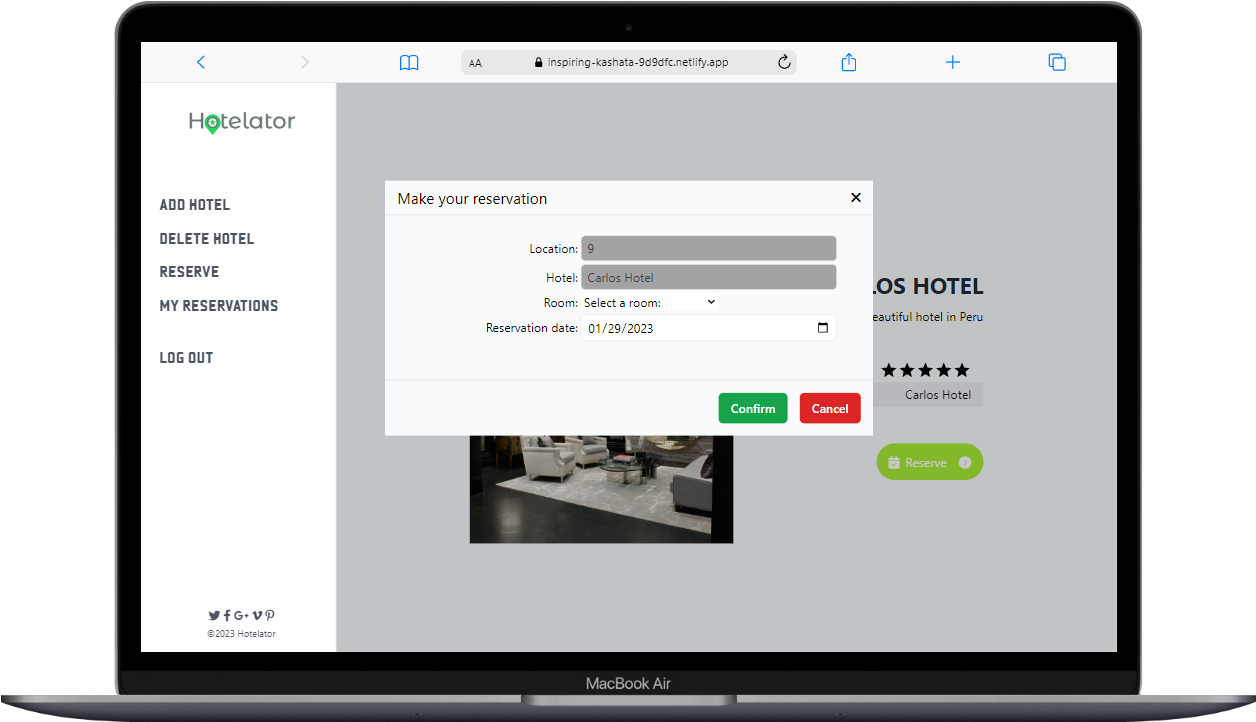 AA inspiring-kashata-9d9dfc.netlify.app
Hotelator
ADD HOTEL
DELETE HOTEL
RESERVE
MY RESERVATIONS
LOG OUT
©2023 Hotelator
Make your reservation
Location: 9
Hotel: Carlos Hotel
Room: Select a room:
Reservation date: 01/29/2023
Confirm Cancel
LOS HOTEL
eautiful hotel in Peru
Carlos Hotel
Reserve
MacBook Air